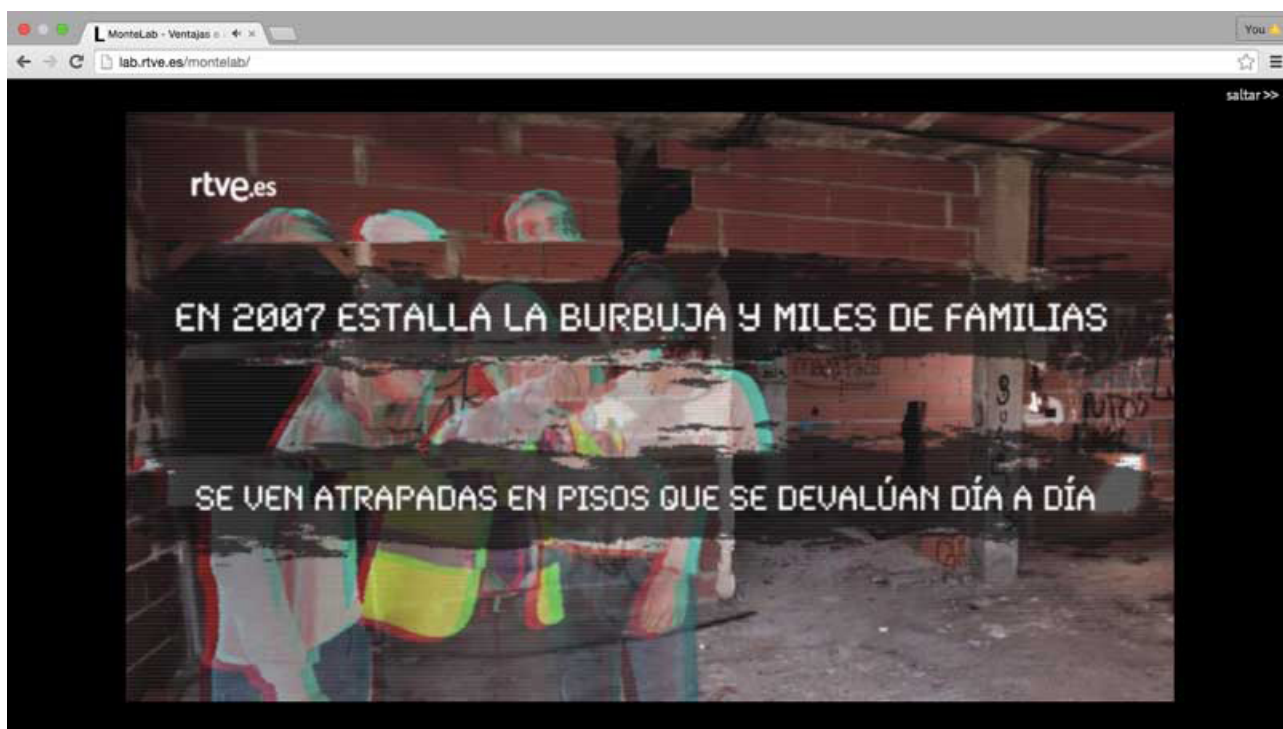 MonteLab - Ventajas e
You
lab.rtve.es/montelab/
saltar >>
rtve.es
EN 2007 ESTALLA LA BURBUJA Y MILES DE FAMILIAS
SE VEN ATRAPADAS EN PISOS QUE SE DEVALÚAN DÍA A DÍA